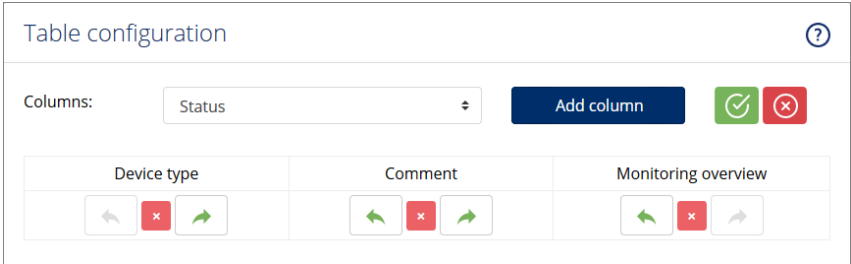 Table configuration
?
Columns: Status Add column
Device type Comment Monitoring overview